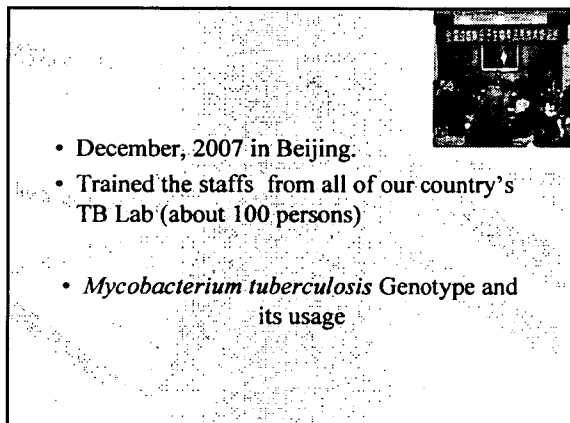 • December, 2007 in Beijing.
• Trained the staffs from all of our country's
TB Lab (about 100 persons)
• Mycobacterium tuberculosis Genotype and
its usage